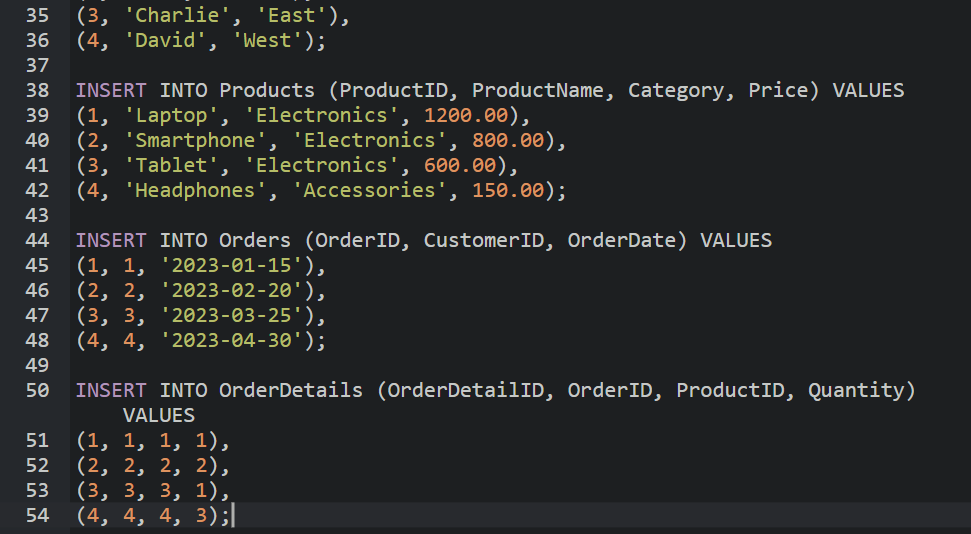 35 (3, 'Charlie', 'East'),
36 (4, 'David', 'West');
37
38 INSERT INTO Products (ProductID, ProductName, Category, Price) VALUES
39 (1, 'Laptop', 'Electronics', 1200.00),
40 (2, 'Smartphone', 'Electronics', 800.00),
41 (3, 'Tablet', 'Electronics', 600.00),
42 (4, 'Headphones', 'Accessories', 150.00);
43
44 INSERT INTO Orders (OrderID, CustomerID, OrderDate) VALUES
45 (1, 1, '2023-01-15'),
46 (2, 2, '2023-02-20'),
47 (3, 3, '2023-03-25'),
48 (4, 4, '2023-04-30');
49
50 INSERT INTO OrderDetails (OrderDetailID, OrderID, ProductID, Quantity)
VALUES
51 (1, 1, 1, 1),
52 (2, 2, 2, 2),
53 (3, 3, 3, 1),
54 (4, 4, 4, 3);